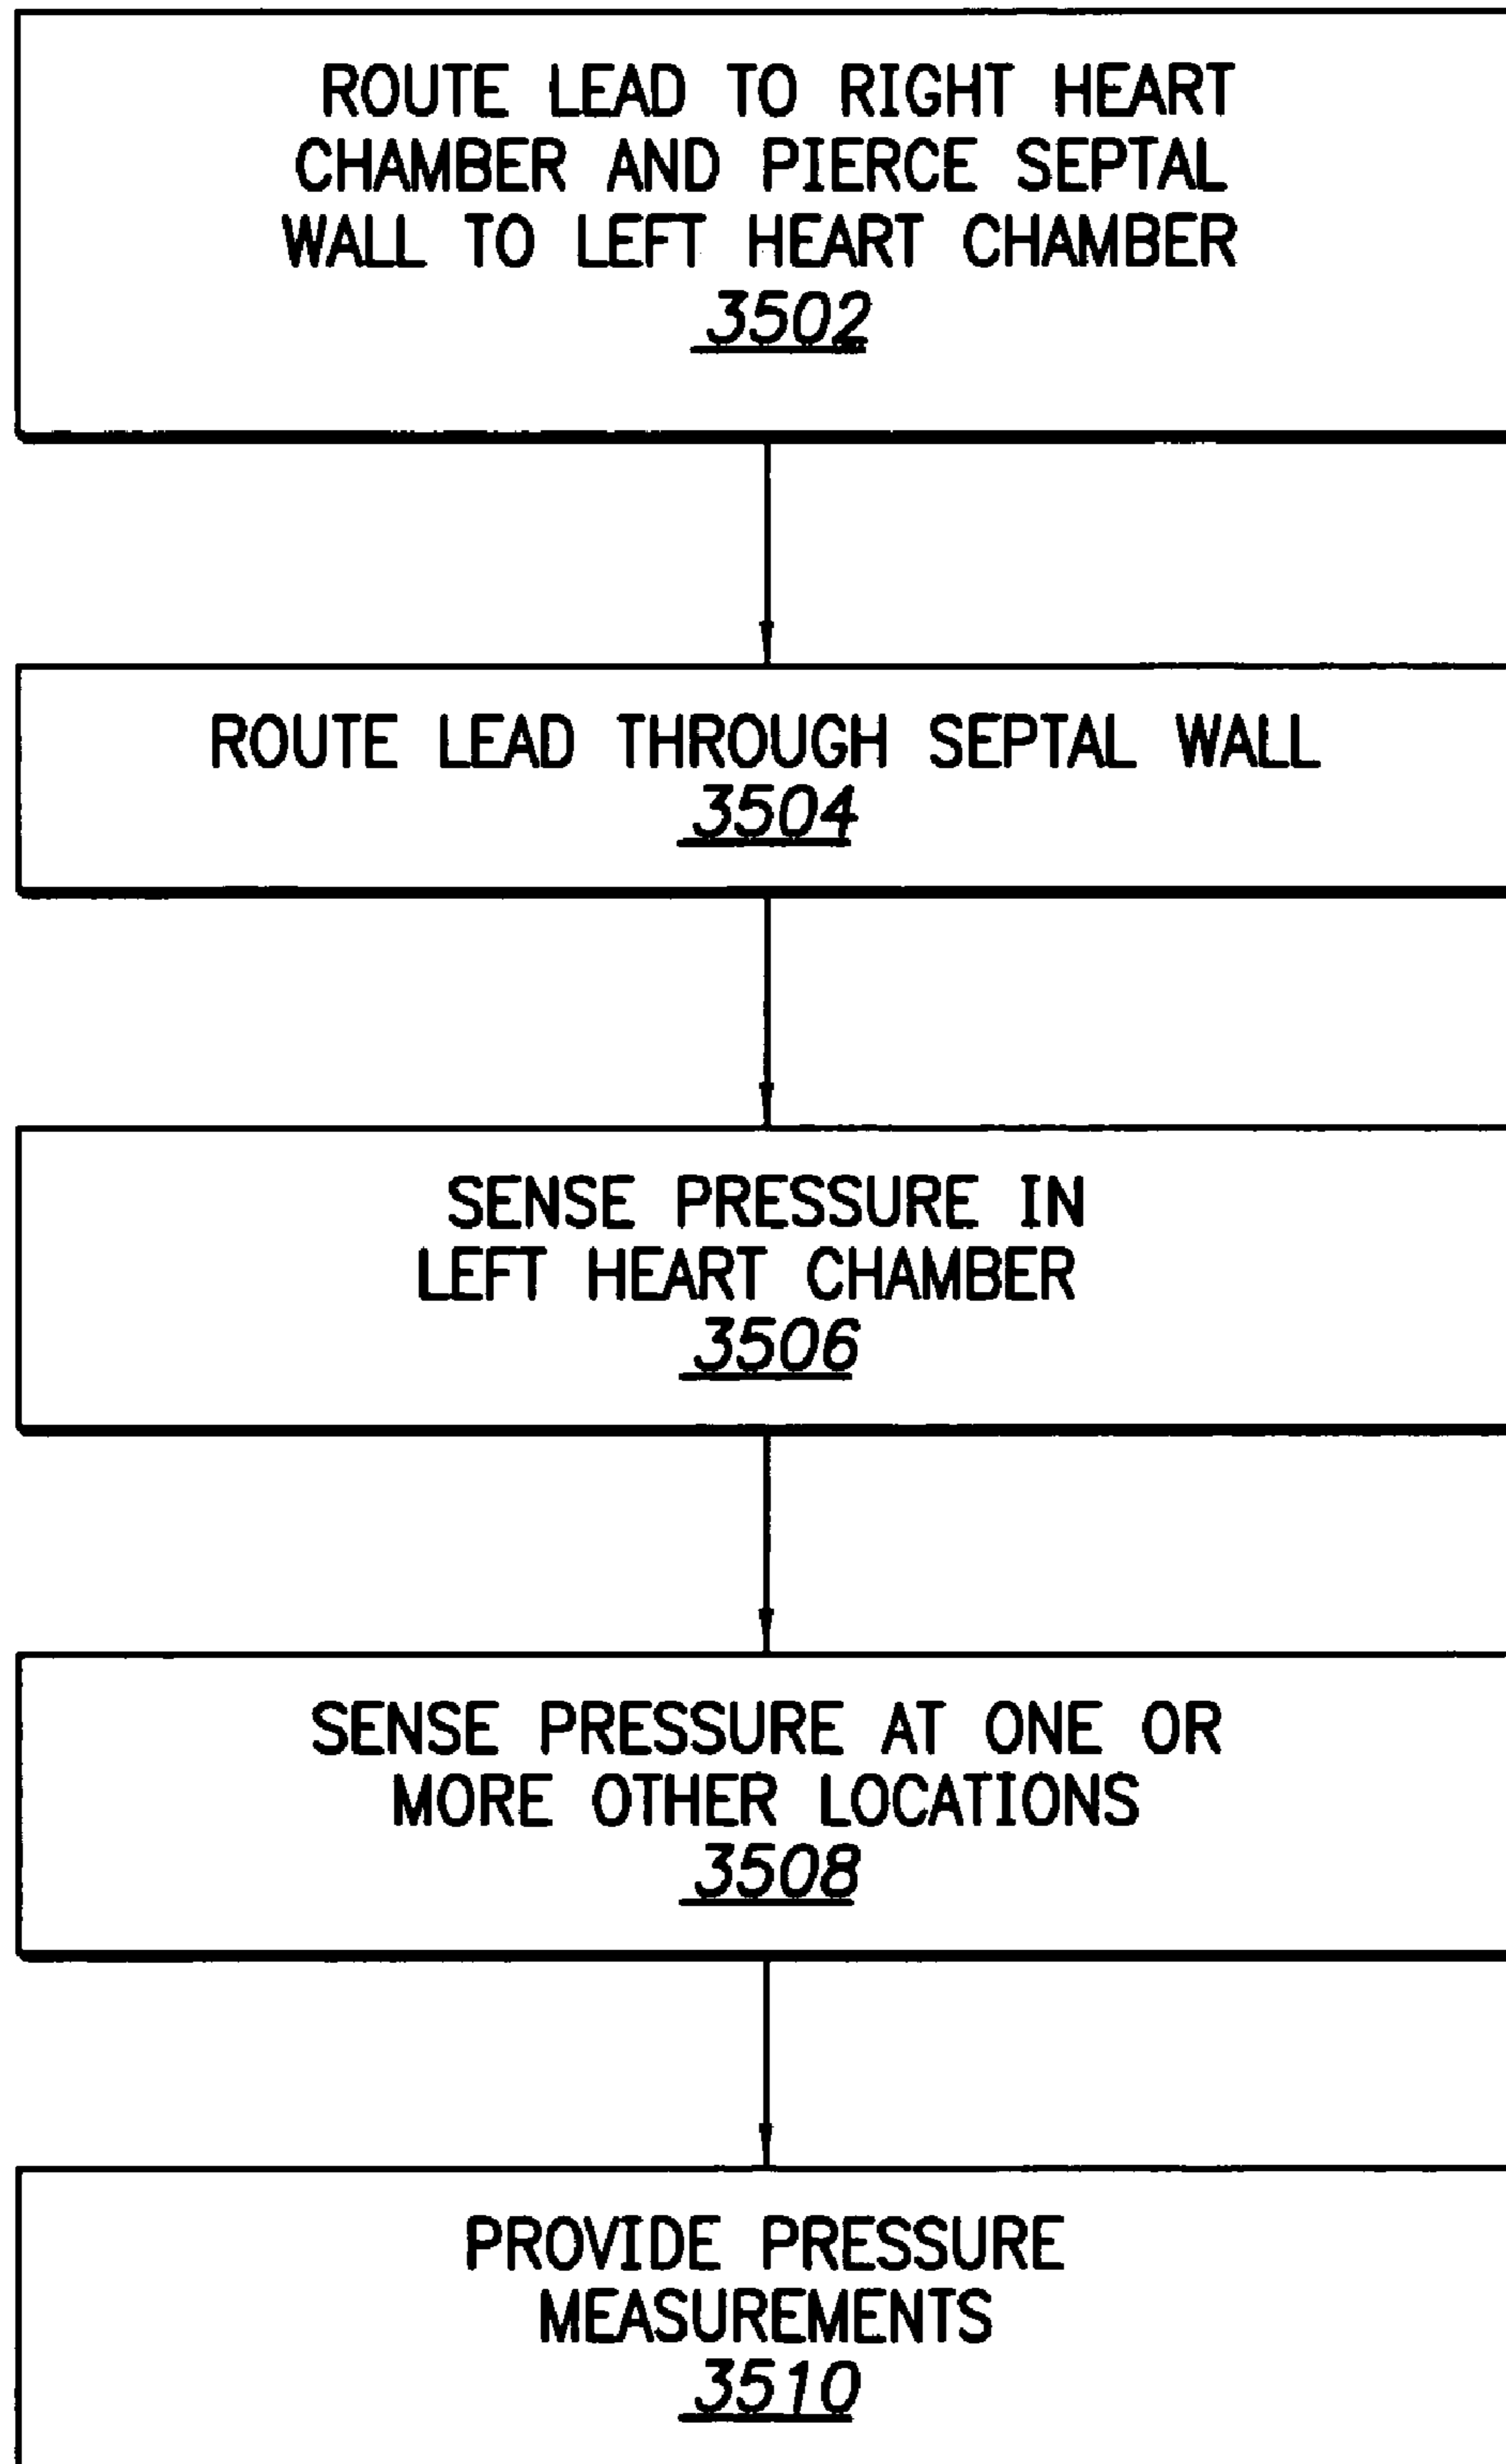 ROUTE LEAD TO RIGHT HEART
CHAMBER AND PIERCE SEPTAL
WALL TO LEFT HEART CHAMBER
3502
ROUTE LEAD THROUGH SEPTAL WALL
3504
SENSE PRESSURE IN
LEFT HEART CHAMBER
3506
SENSE PRESSURE AT ONE OR
MORE OTHER LOCATIONS
3508
PROVIDE PRESSURE
MEASUREMENTS
3510